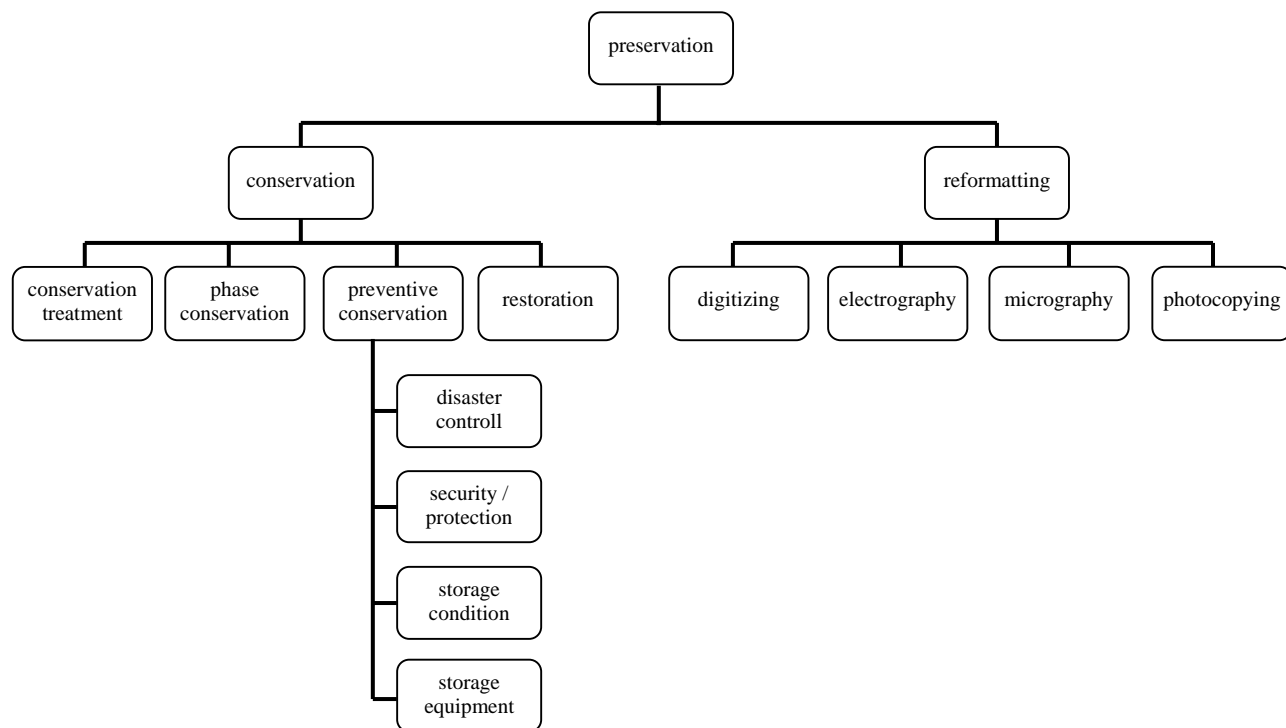 preservation
conservation
reformatting
conservation
treatment
phase
conservation
preventive
conservation
restoration
digitizing
electrography
micrography
photocopying
disaster
controll
security /
protection
storage
condition
storage
equipment